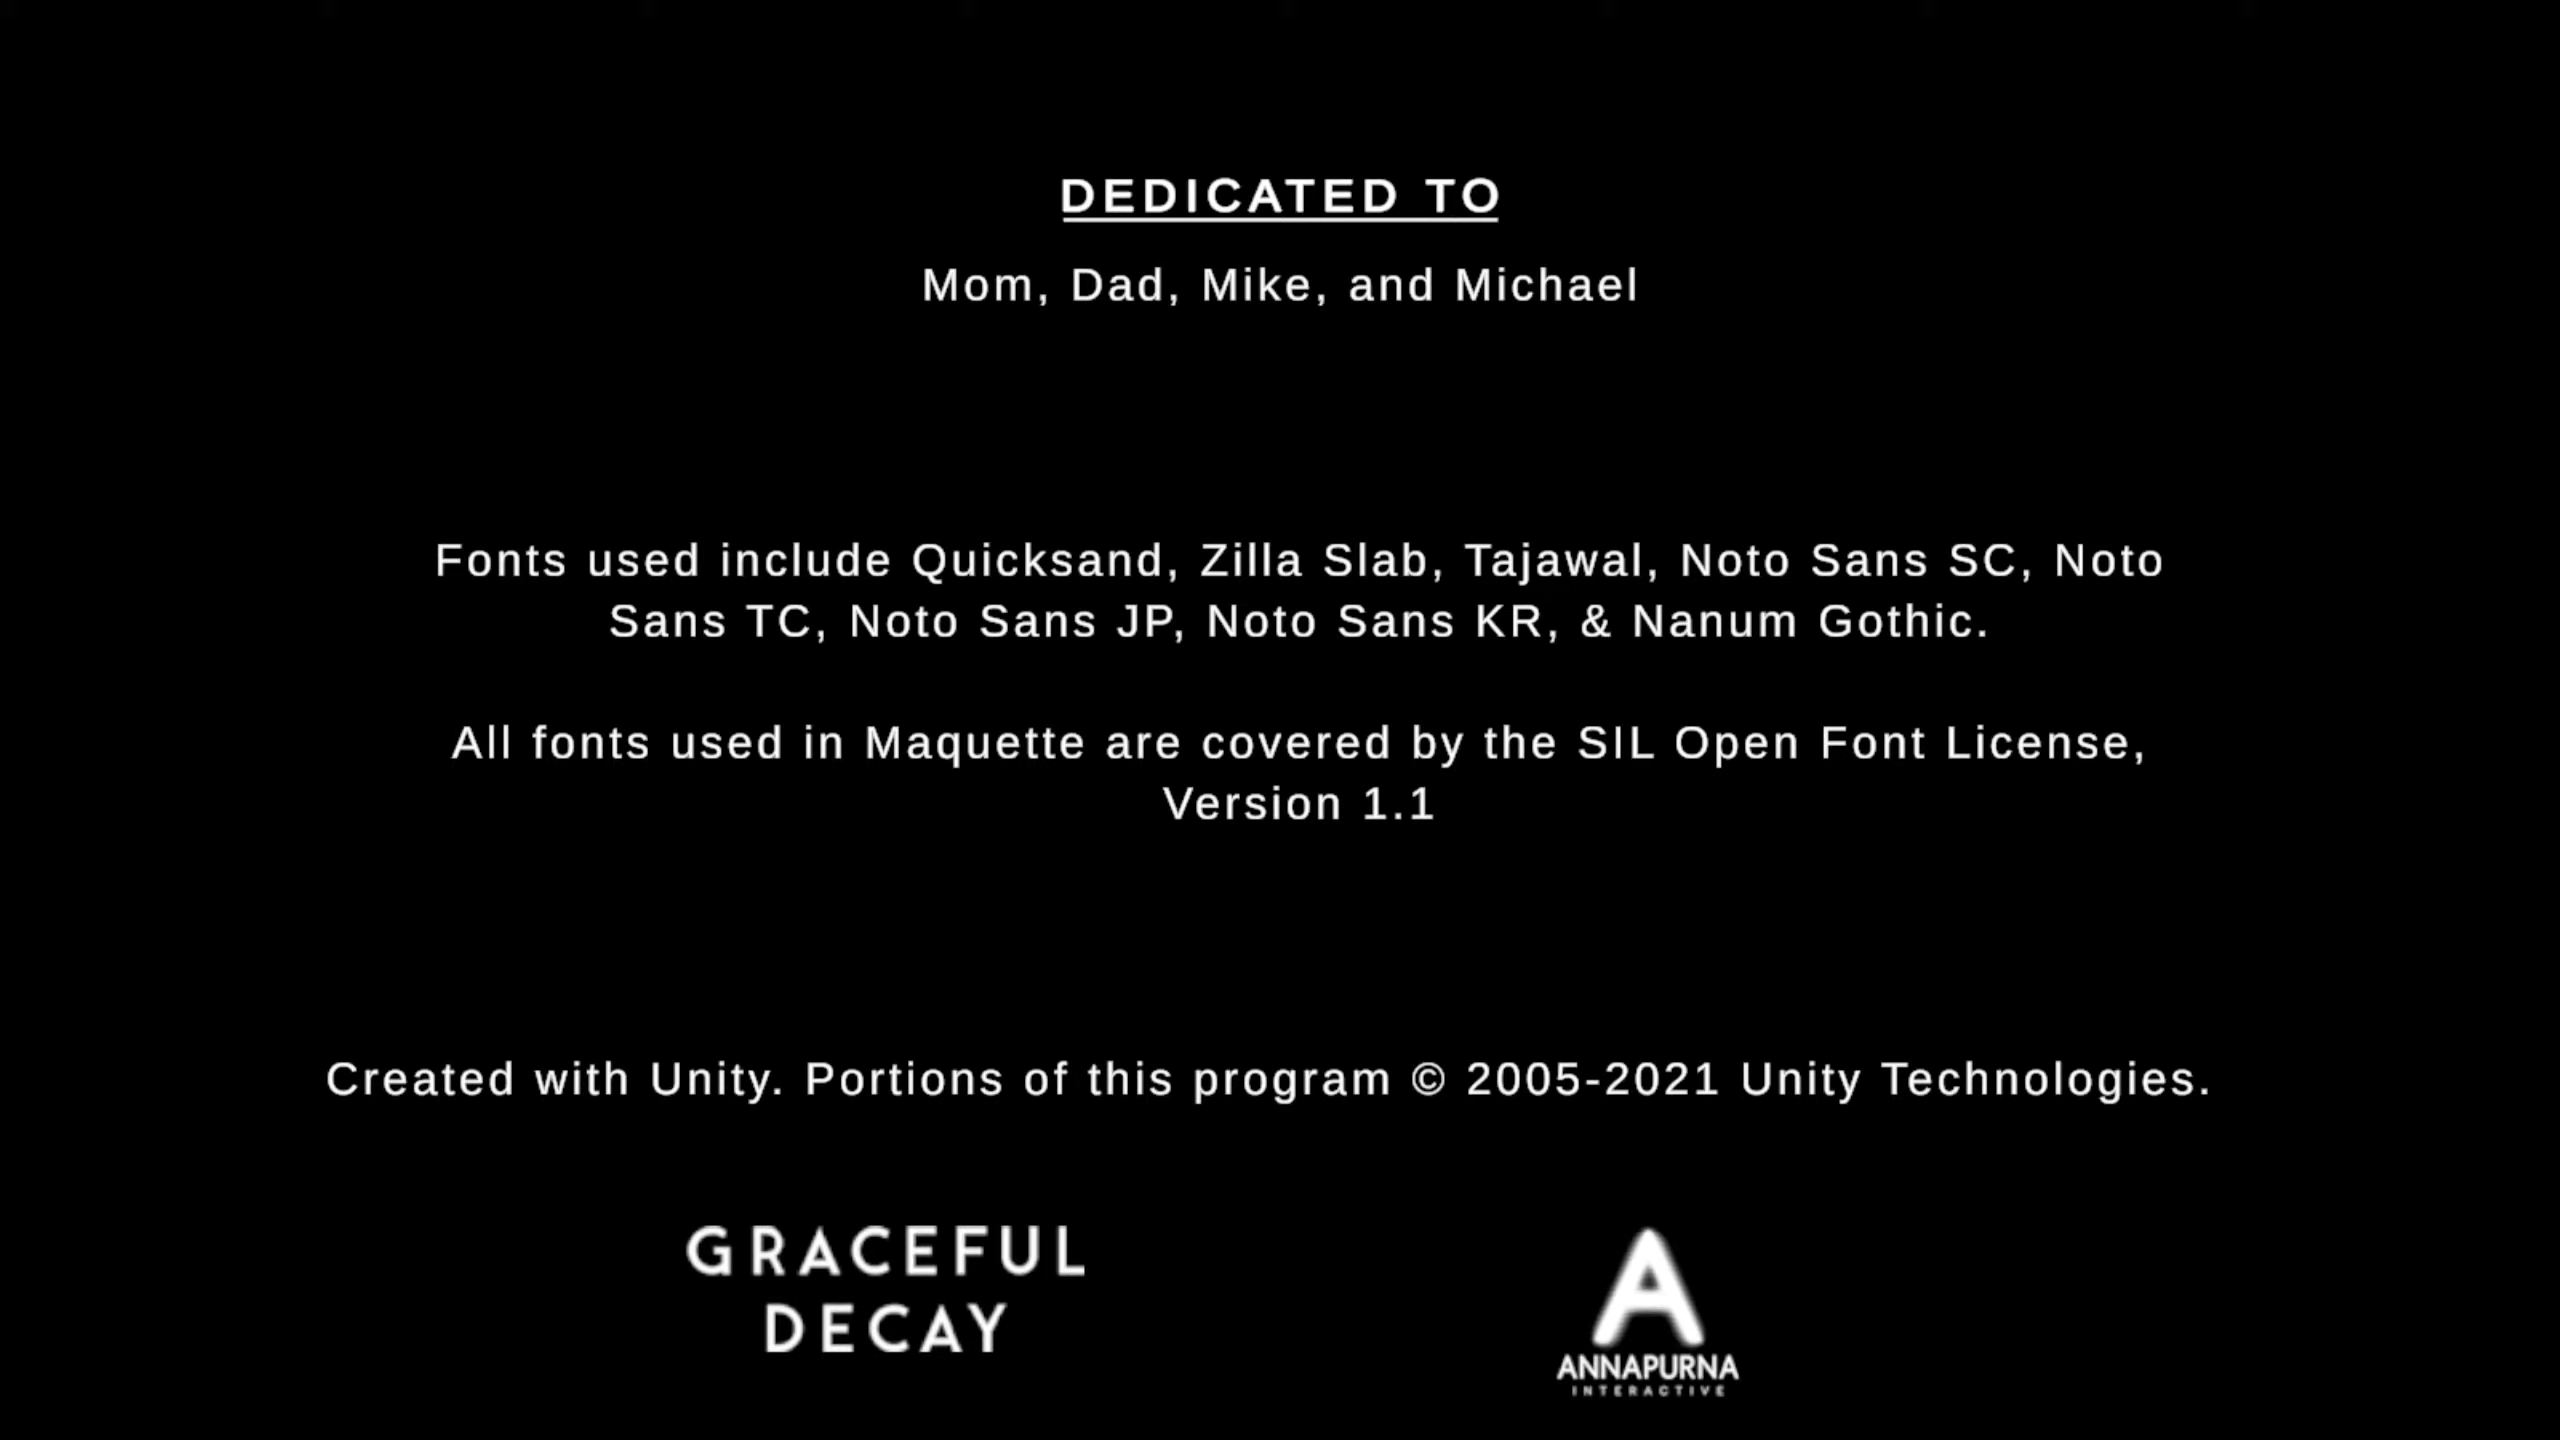 DEDICATED TO
Mom, Dad, Mike, and Michael
Fonts used include Quicksand, Zilla Slab, Tajawal, Noto Sans SC, Noto
Sans TC, Noto Sans JP, Noto Sans KR, & Nanum Gothic.
All fonts used in Maquette are covered by the SIL Open Font License,
Version 1.1
Created with Unity. Portions of this program © 2005-2021 Unity Technologies.
GRACEFUL
DECAY
A
ANNAPURNA
INTERACTIVE